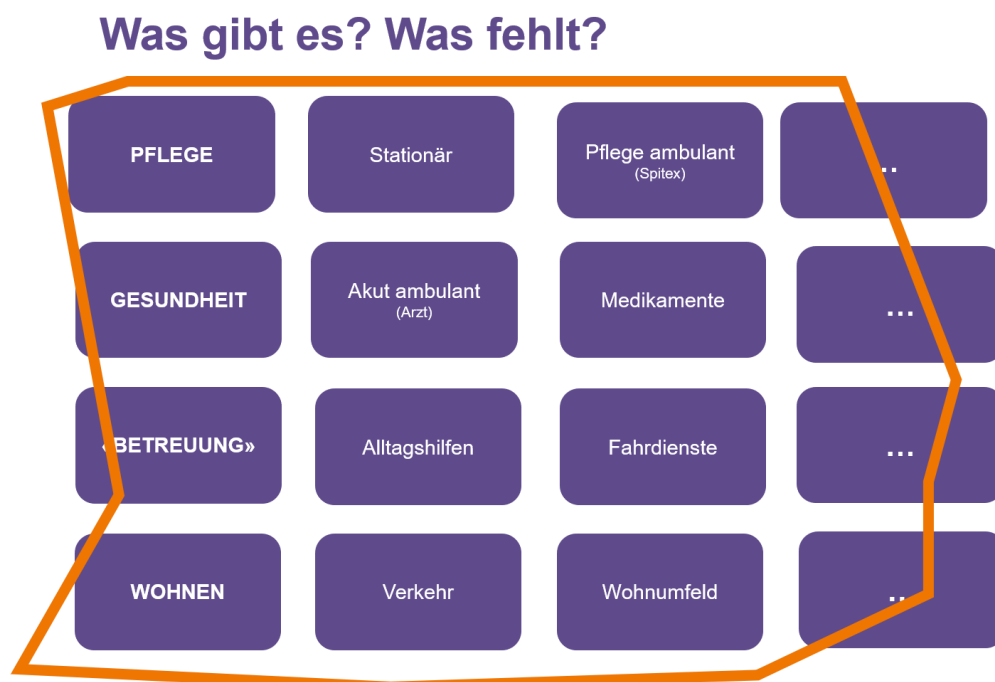 Was gibt es? Was fehlt?
PFLEGE
Stationär
Pflege ambulant
(Spitex)
...
GESUNDHEIT
Akut ambulant
(Arzt)
Medikamente
...
«BETREUUNG»
Alltagshilfen
Fahrdienste
...
WOHNEN
Verkehr
Wohnumfeld
...